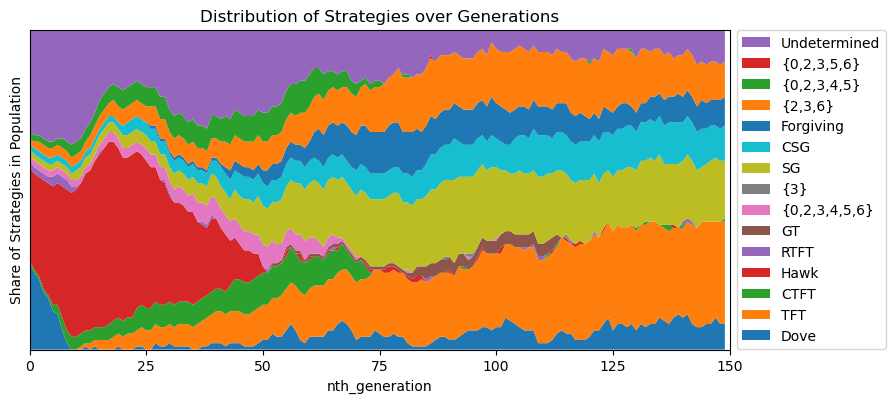 Distribution of Strategies over Generations
Share of Strategies in Population
0 25 50 75 100 125 150
nth_generation
Undetermined
{0,2,3,5,6}
{0,2,3,4,5}
{2,3,6}
Forgiving
CSG
SG
{3}
{0,2,3,4,5,6}
GT
RTFT
Hawk
CTFT
TFT
Dove